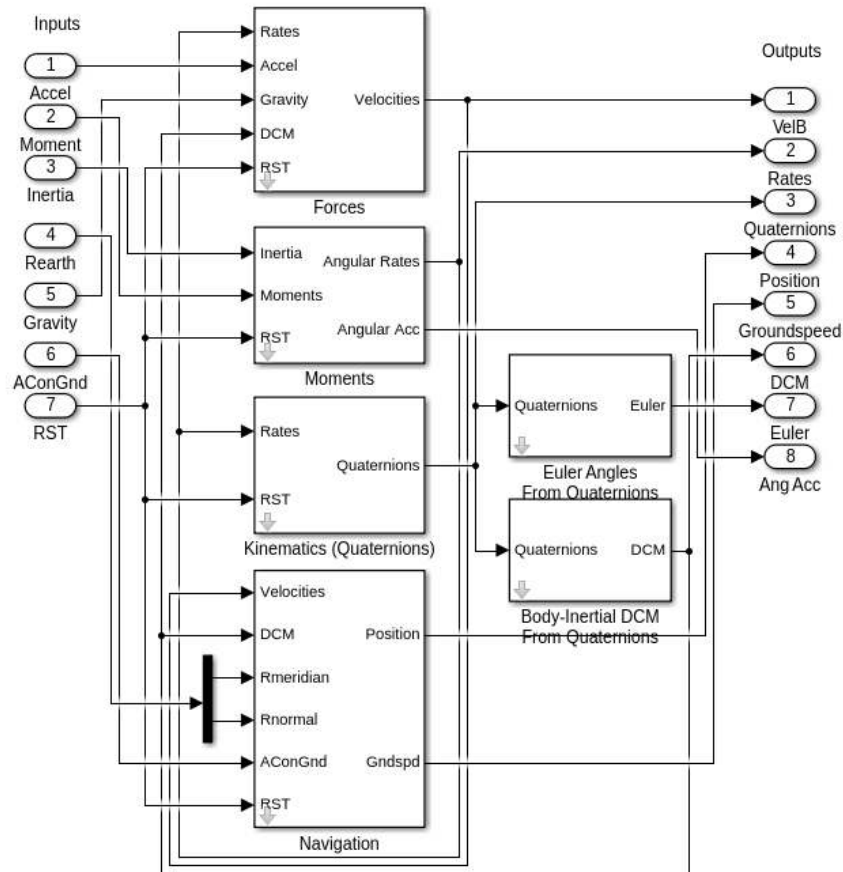 Inputs
1
Accel
2
Moment
3
Inertia
4
Rearth
5
Gravity
6
AConGnd
7
RST
Rates
Accel
Gravity
DCM
RST
Velocities
Forces
Inertia
Moments
RST
Angular Rates
Angular Acc
Moments
Rates
RST
Quaternions
Kinematics (Quaternions)
Velocities
DCM
Rmeridian
Rnormal
AConGnd
RST
Position
Gndspd
Navigation
Quaternions
Euler
Euler Angles
From Quaternions
Quaternions
DCM
Body-Inertial DCM
From Quaternions
Outputs
1
VelB
2
Rates
3
Quaternions
4
Position
5
Groundspeed
6
DCM
7
Euler
8
Ang Acc